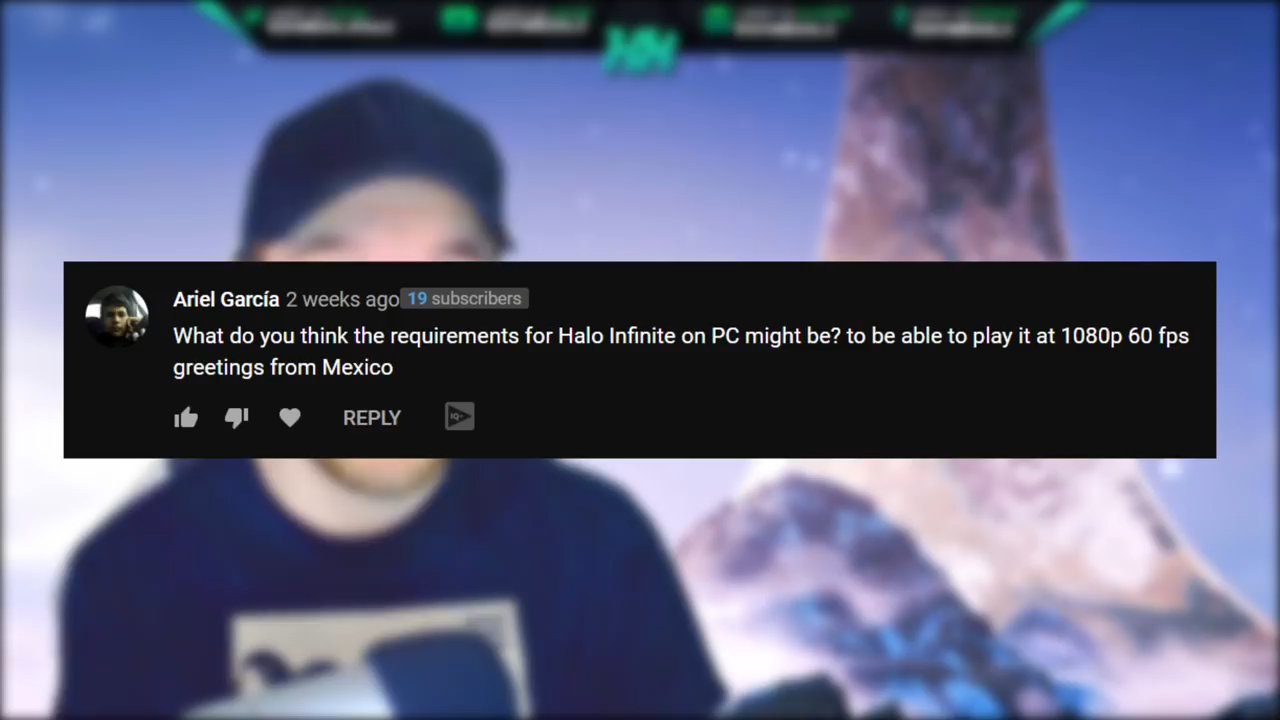 HH
Ariel García 2 weeks ago 19 subscribers
What do you think the requirements for Halo Infinite on PC might be? to be able to play it at 1080p 60 fps
greetings from Mexico
REPLY